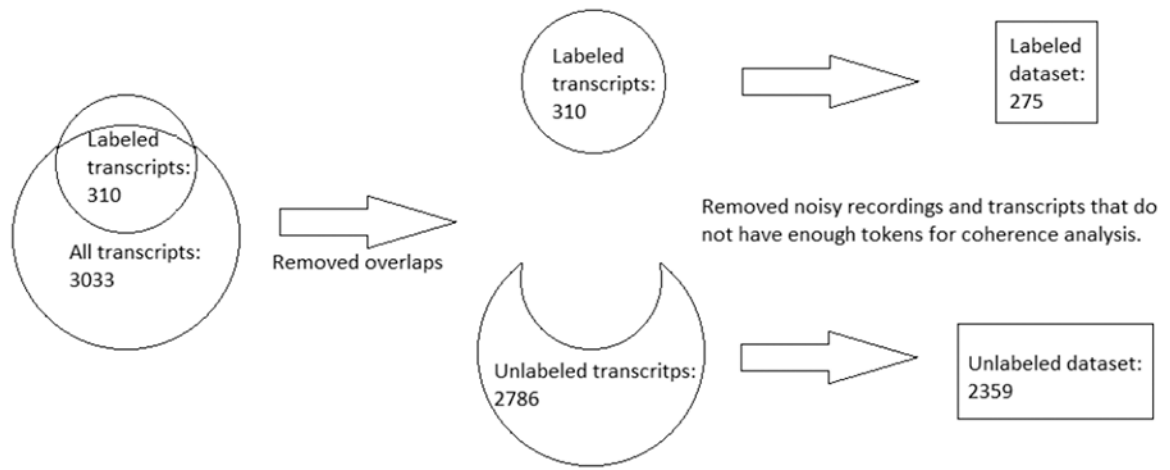 Labeled
transcripts:
310
All transcripts:
3033
Removed overlaps
Labeled
transcripts:
310
Labeled
dataset:
275
Removed noisy recordings and transcripts that do
not have enough tokens for coherence analysis.
Unlabeled transcritps:
2786
Unlabeled dataset:
2359